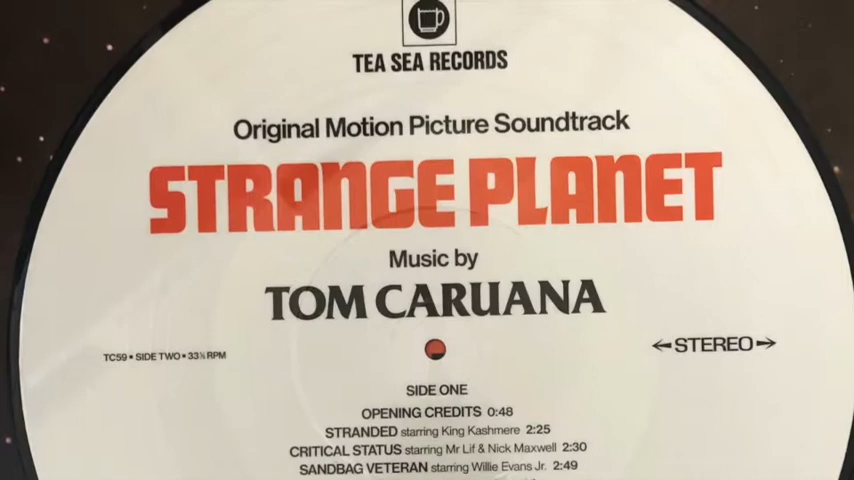 TEA SEA RECORDS
Original Motion Picture Soundtrack
STRANGE PLANET
Music by
TOM CARUANA
TC59 • SIDE TWO • 33⅓ RPM
←STEREO→
SIDE ONE
OPENING CREDITS 0:48
STRANDED starring King Kashmere 2:25
CRITICAL STATUS starring Mr Lif & Nick Maxwell 2:30
SANDBAG VETERAN starring Willie Evans Jr. 2:49